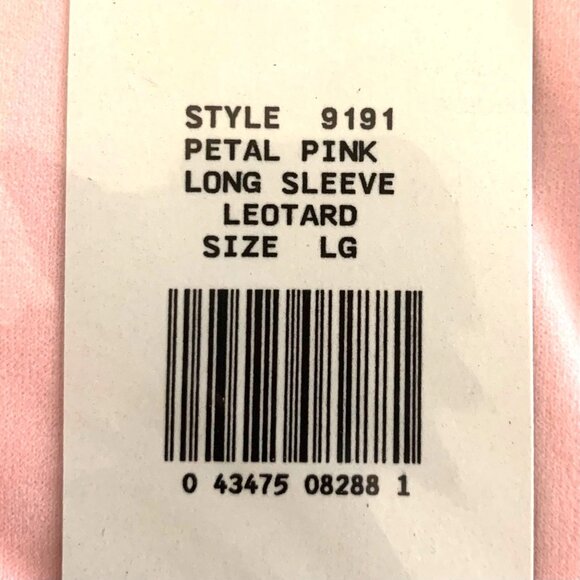 STYLE 9191
PETAL PINK
LONG SLEEVE
LEOTARD
SIZE LG
0 43475 08288 1